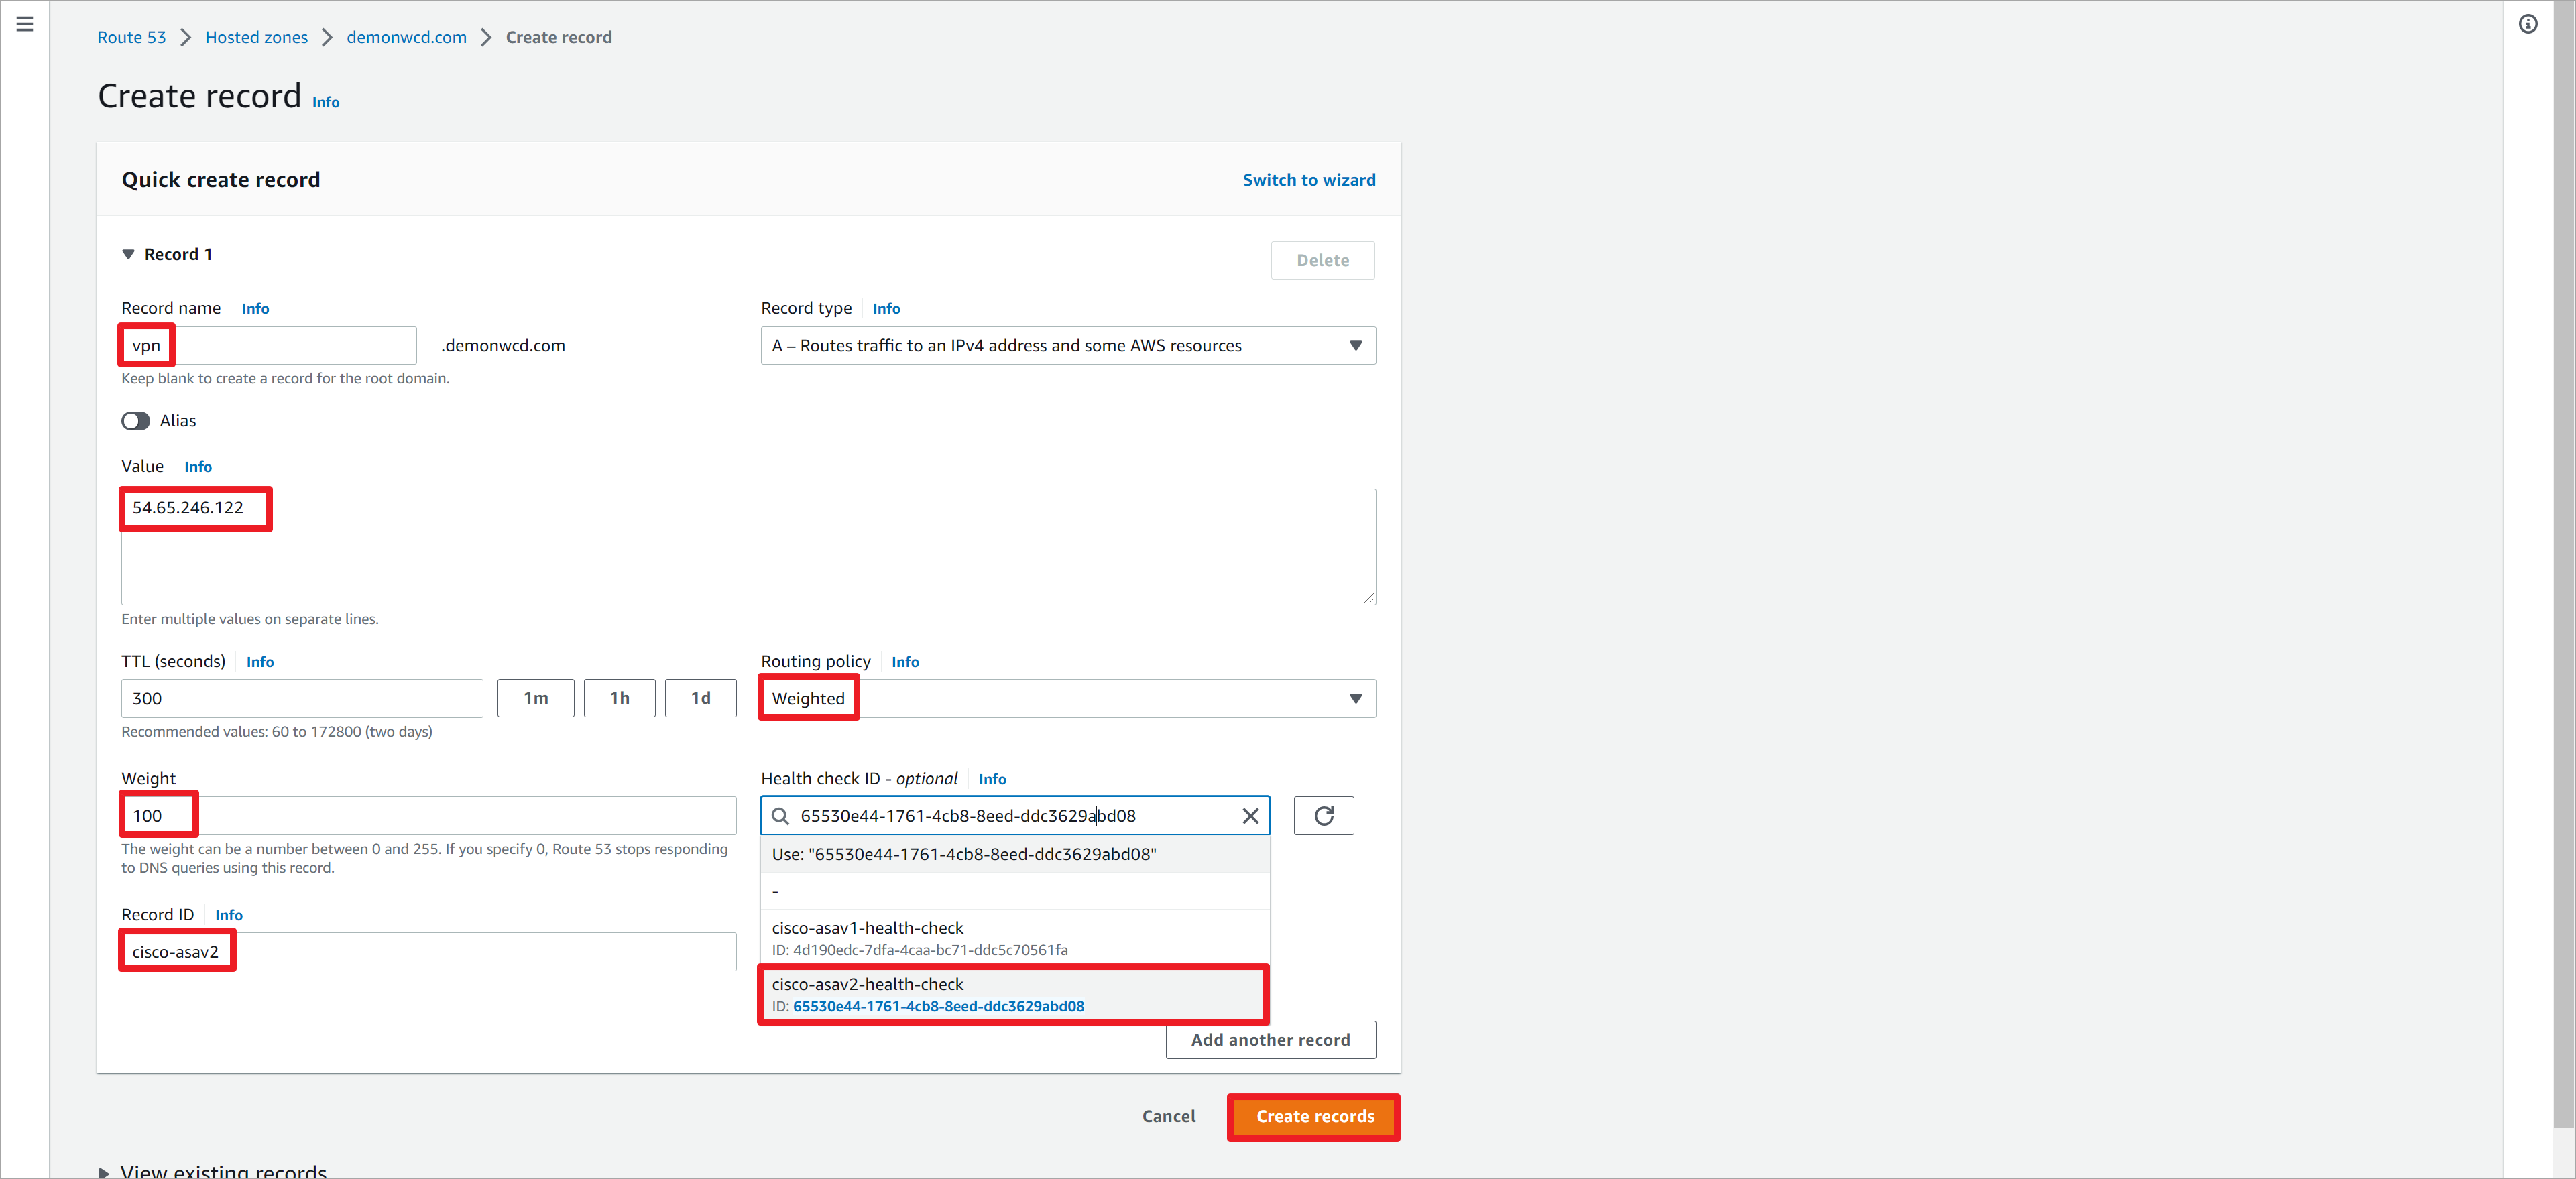 Route 53 > Hosted zones > demonwcd.com > Create record
Create record Info
Quick create record
Switch to wizard
Record 1
Delete
Record name Info
Record type Info
vpn
.demonwcd.com
A – Routes traffic to an IPv4 address and some AWS resources
Keep blank to create a record for the root domain.
Alias
Value Info
54.65.246.122
Enter multiple values on separate lines.
TTL (seconds) Info
Routing policy Info
300
1m
1h
1d
Weighted
Recommended values: 60 to 172800 (two days)
Weight
Health check ID - optional Info
100
65530e44-1761-4cb8-8eed-ddc3629abd08
The weight can be a number between 0 and 255. If you specify 0, Route 53 stops responding
to DNS queries using this record.
Use: "65530e44-1761-4cb8-8eed-ddc3629abd08"
-
Record ID Info
cisco-asav1-health-check
ID: 4d190edc-7dfa-4caa-bc71-ddc5c70561fa
cisco-asav2
cisco-asav2-health-check
ID: 65530e44-1761-4cb8-8eed-ddc3629abd08
Add another record
Cancel
Create records
View existing records